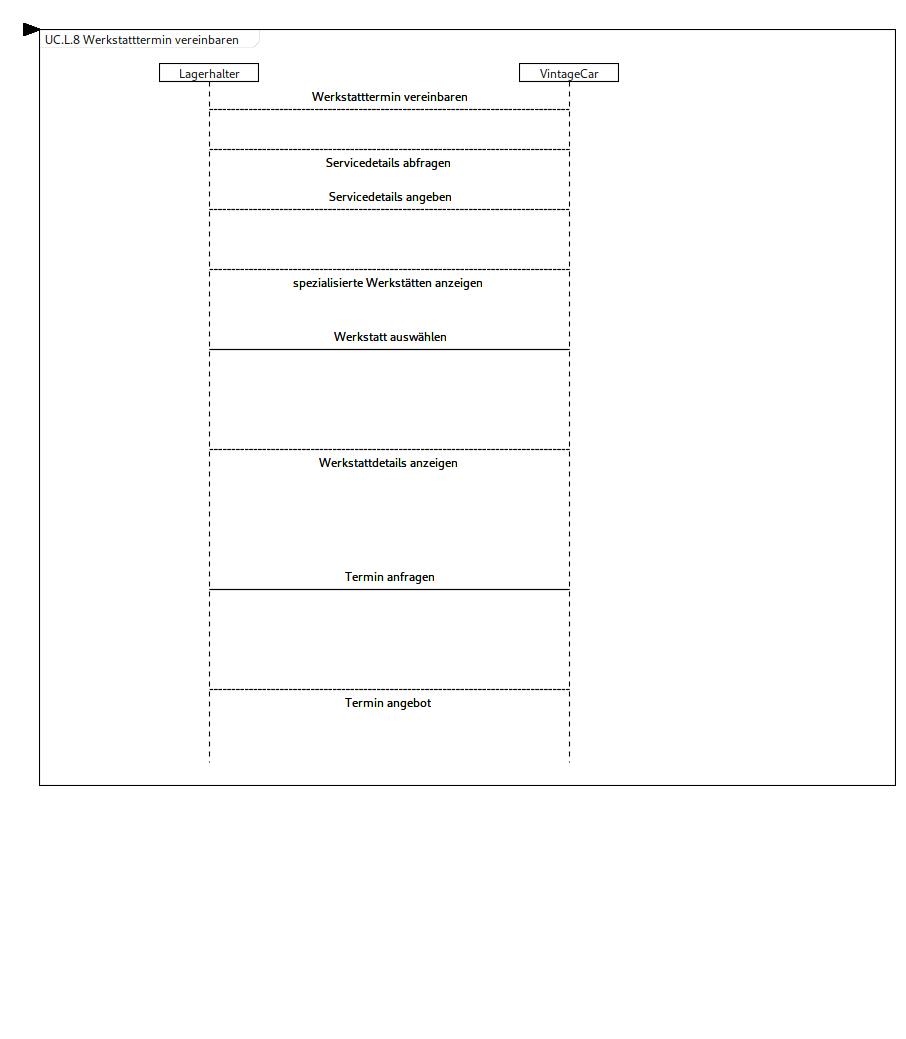 UC.L.8 Werkstatttermin vereinbaren
Lagerhalter
VintageCar
Werkstatttermin vereinbaren
Servicedetails abfragen
Servicedetails angeben
spezialisierte Werkstätten anzeigen
Werkstatt auswählen
Werkstattdetails anzeigen
Termin anfragen
Termin angebot